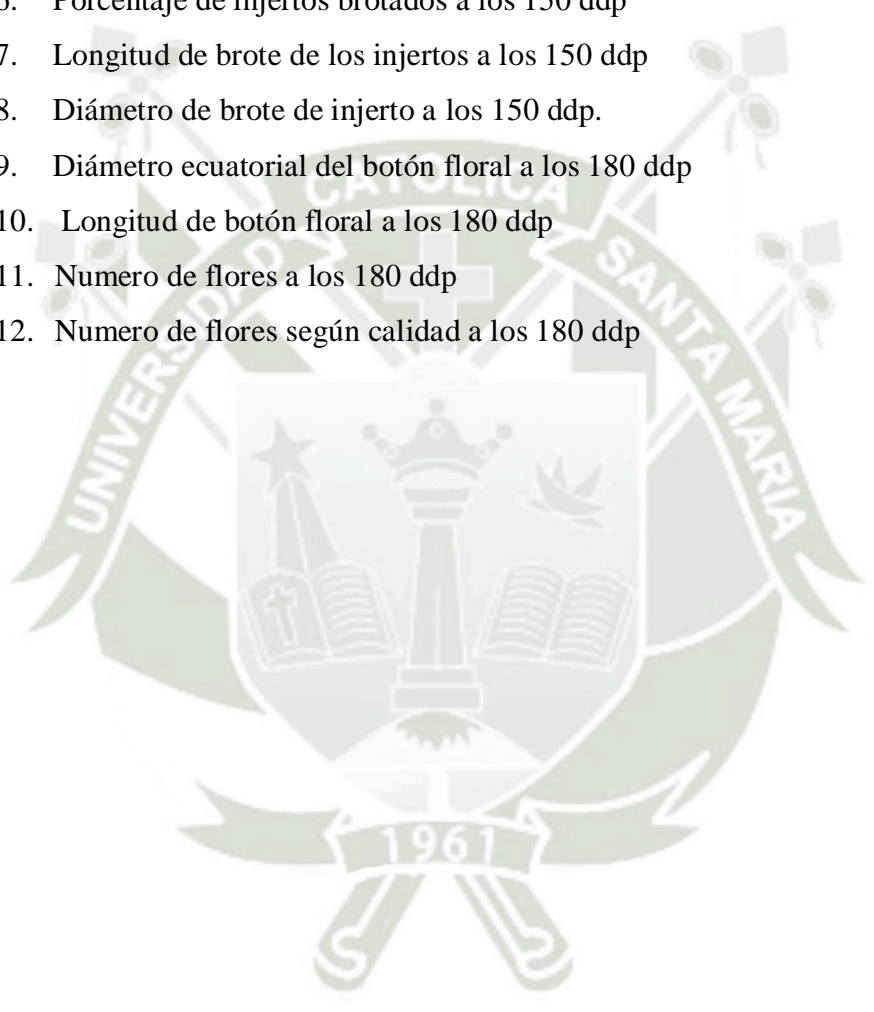 6. Porcentaje de injertos brotados a los 150 ddp
7. Longitud de brote de los injertos a los 150 ddp
8. Diámetro de brote de injerto a los 150 ddp.
9. Diámetro ecuatorial del botón floral a los 180 ddp
10. Longitud de botón floral a los 180 ddp
11. Numero de flores a los 180 ddp
12. Numero de flores según calidad a los 180 ddp
UNIVERSIDAD CATOLICA SANTA MARIA
1961